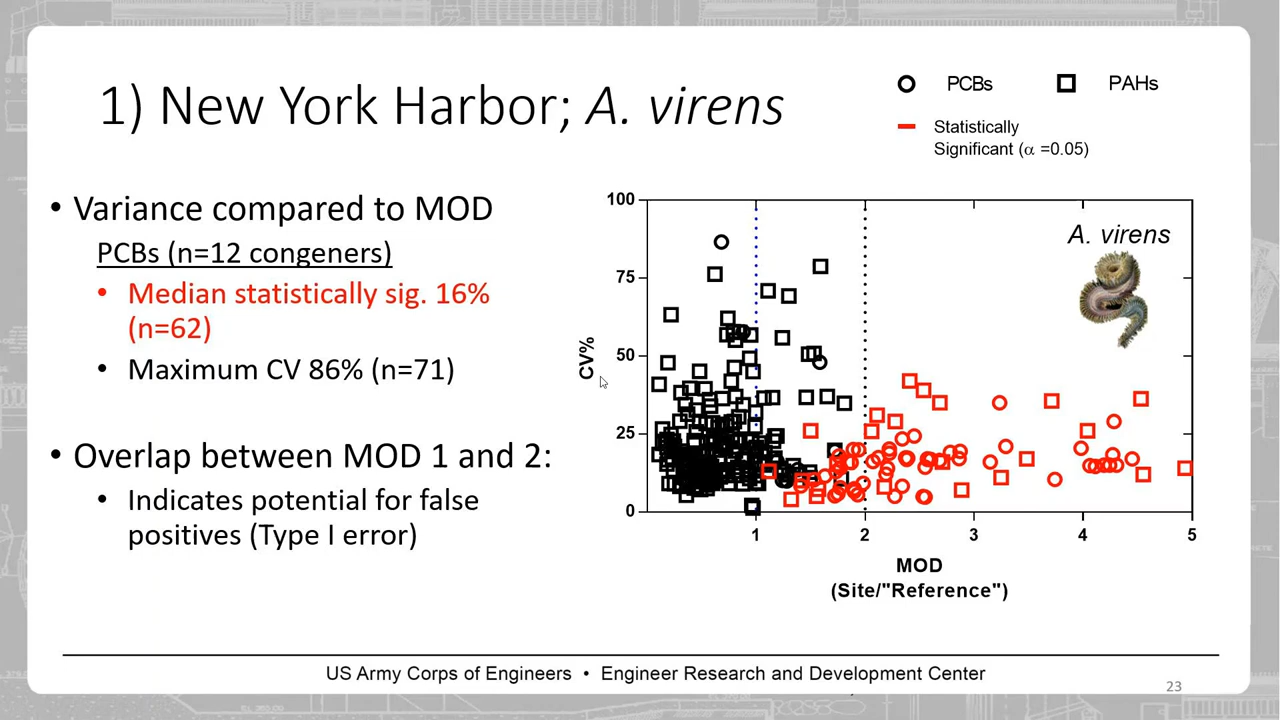 1) New York Harbor; A. virens
PCBs
PAHs
Statistically
Significant (α =0.05)
• Variance compared to MOD
PCBs (n=12 congeners)
• Median statistically sig. 16%
(n=62)
• Maximum CV 86% (n=71)
• Overlap between MOD 1 and 2:
• Indicates potential for false
positives (Type I error)
100
75
50
25
0
CV%
A. virens
1
2
3
4
5
MOD
(Site/"Reference")
US Army Corps of Engineers • Engineer Research and Development Center
23